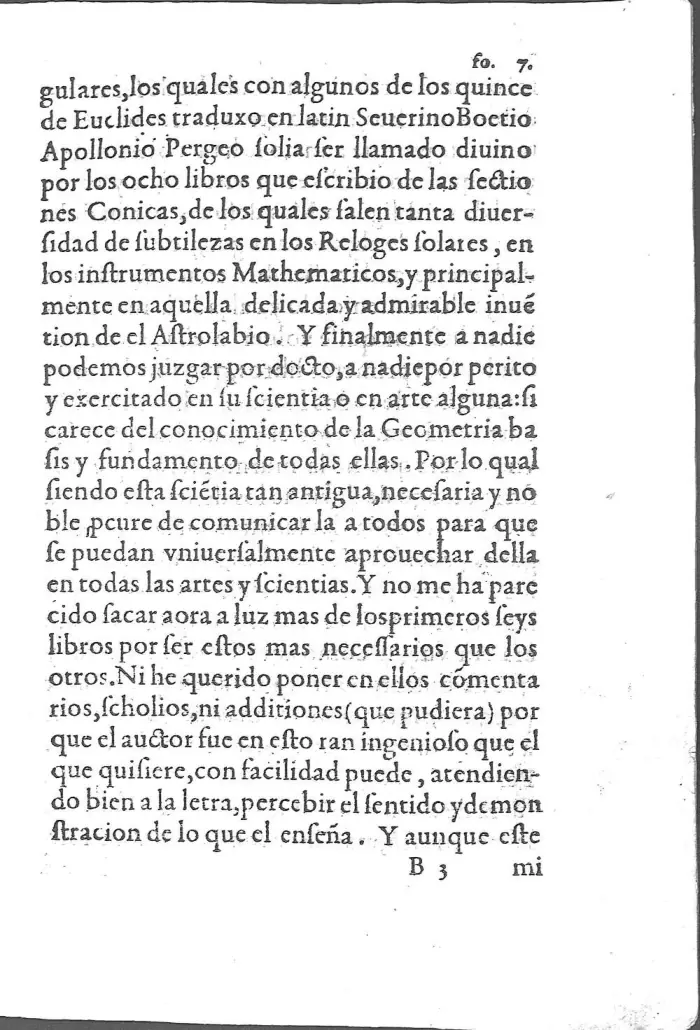 fo. 7.
gulares,los quales con algunos de los quince
de Euclides traduxo en latin Seuerino Boetio
Apollonio Pergeo ſolia ſer llamado diuino
por los ocho libros que eſcribio de las ſectio
nes Conicas,de los quales ſalen tanta diuer-
ſidad de ſubtilezas en los Reloges ſolares, en
los inſtrumentos Mathematicos,y principal-
mente en aquella delicada y admirable inué
tion de el Aſtrolabio. Y finalmente a nadie
podemos juzgar por docto,a nadie por perito
y exercitado en ſu ſcientia o en arte alguna:ſi
carece del conocimiento de la Geometria ba
ſis y fundamento de todas ellas.Por lo qual
ſiendo eſta ſciétia tan antigua,neceſaria y no
ble ꝓcure de comunicar la a todos para que
ſe puedan vniuerſalmente aprouechar della
en todas las artes y ſcientias.Y no me ha pare
cido ſacar aora a luz mas de losprimeros ſeys
libros por ſer eſtos mas neceſſarios que los
otros.Ni he querido poner en ellos cómenta
rios,ſcholios,ni additiones(que pudiera) por
que el auctor fue en eſto ran ingenioſo que el
que quiſiere,con facilidad puede, atendien-
do bien a la letra,percebir el ſentido ydemon
ſtracion de lo que el enſeña. Y aunque eſte
B 3 mi